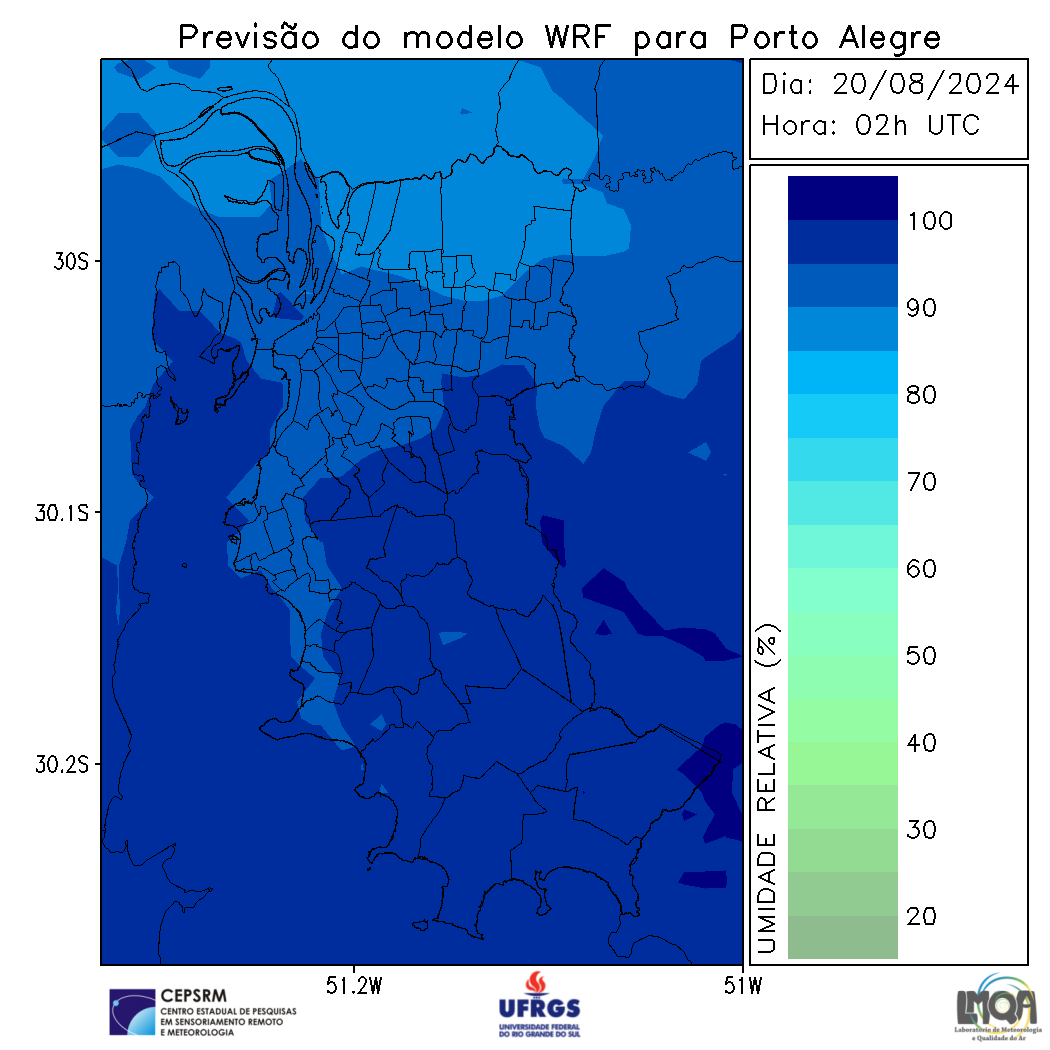 Previsão do modelo WRF para Porto Alegre
Dia: 20/08/2024
Hora: 02h UTC
30S
30.1S
30.2S
51.2W
51W
UMIDADE RELATIVA (%)
100
90
80
70
60
50
40
30
20
CEPSRM
CENTRO ESTADUAL DE PESQUISAS
EM SENSORIAMENTO REMOTO
E METEOROLOGIA
UFRGS
UNIVERSIDADE FEDERAL
DO RIO GRANDE DO SUL
LMQA
Laboratório de Meteorologia
e Qualidade do Ar